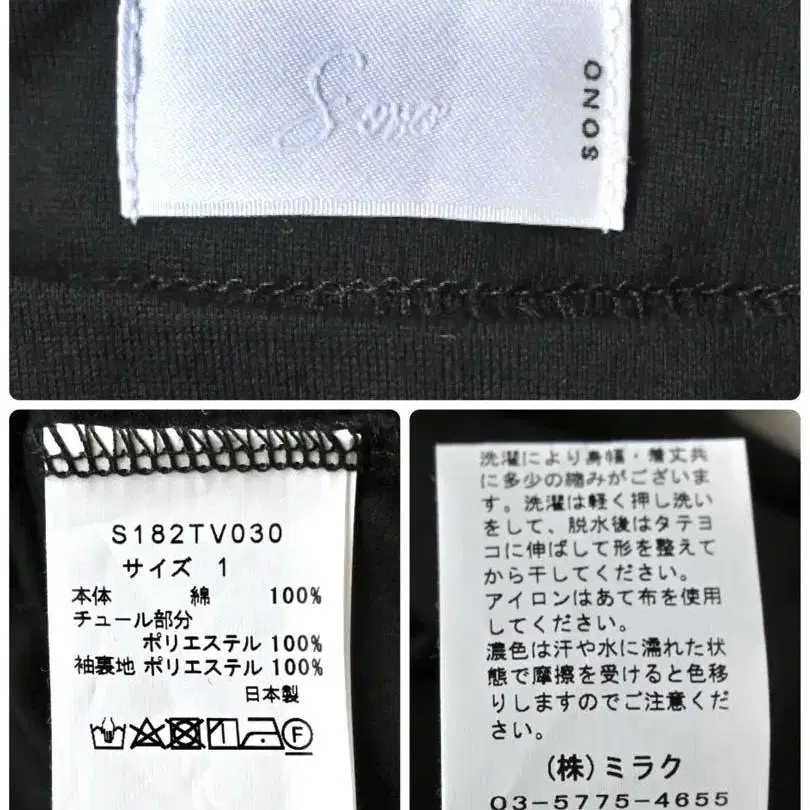 Sono
SONO
S182TV030
サイズ 1
本体 綿 100%
チュール部分
ポリエステル 100%
袖裏地 ポリエステル 100%
日本製
F
洗濯により身幅・着丈共
に多少の縮みがございま
す。洗濯は軽く押し洗い
をして、脱水後はタテヨ
コに伸ばして形を整えて
から干してください。
アイロンはあて布を使用
してください。
濃色は汗や水に濡れた状
態で摩擦を受けると色移
りしますのでご注意くだ
さい。
(株)ミラク
03-5775-4655